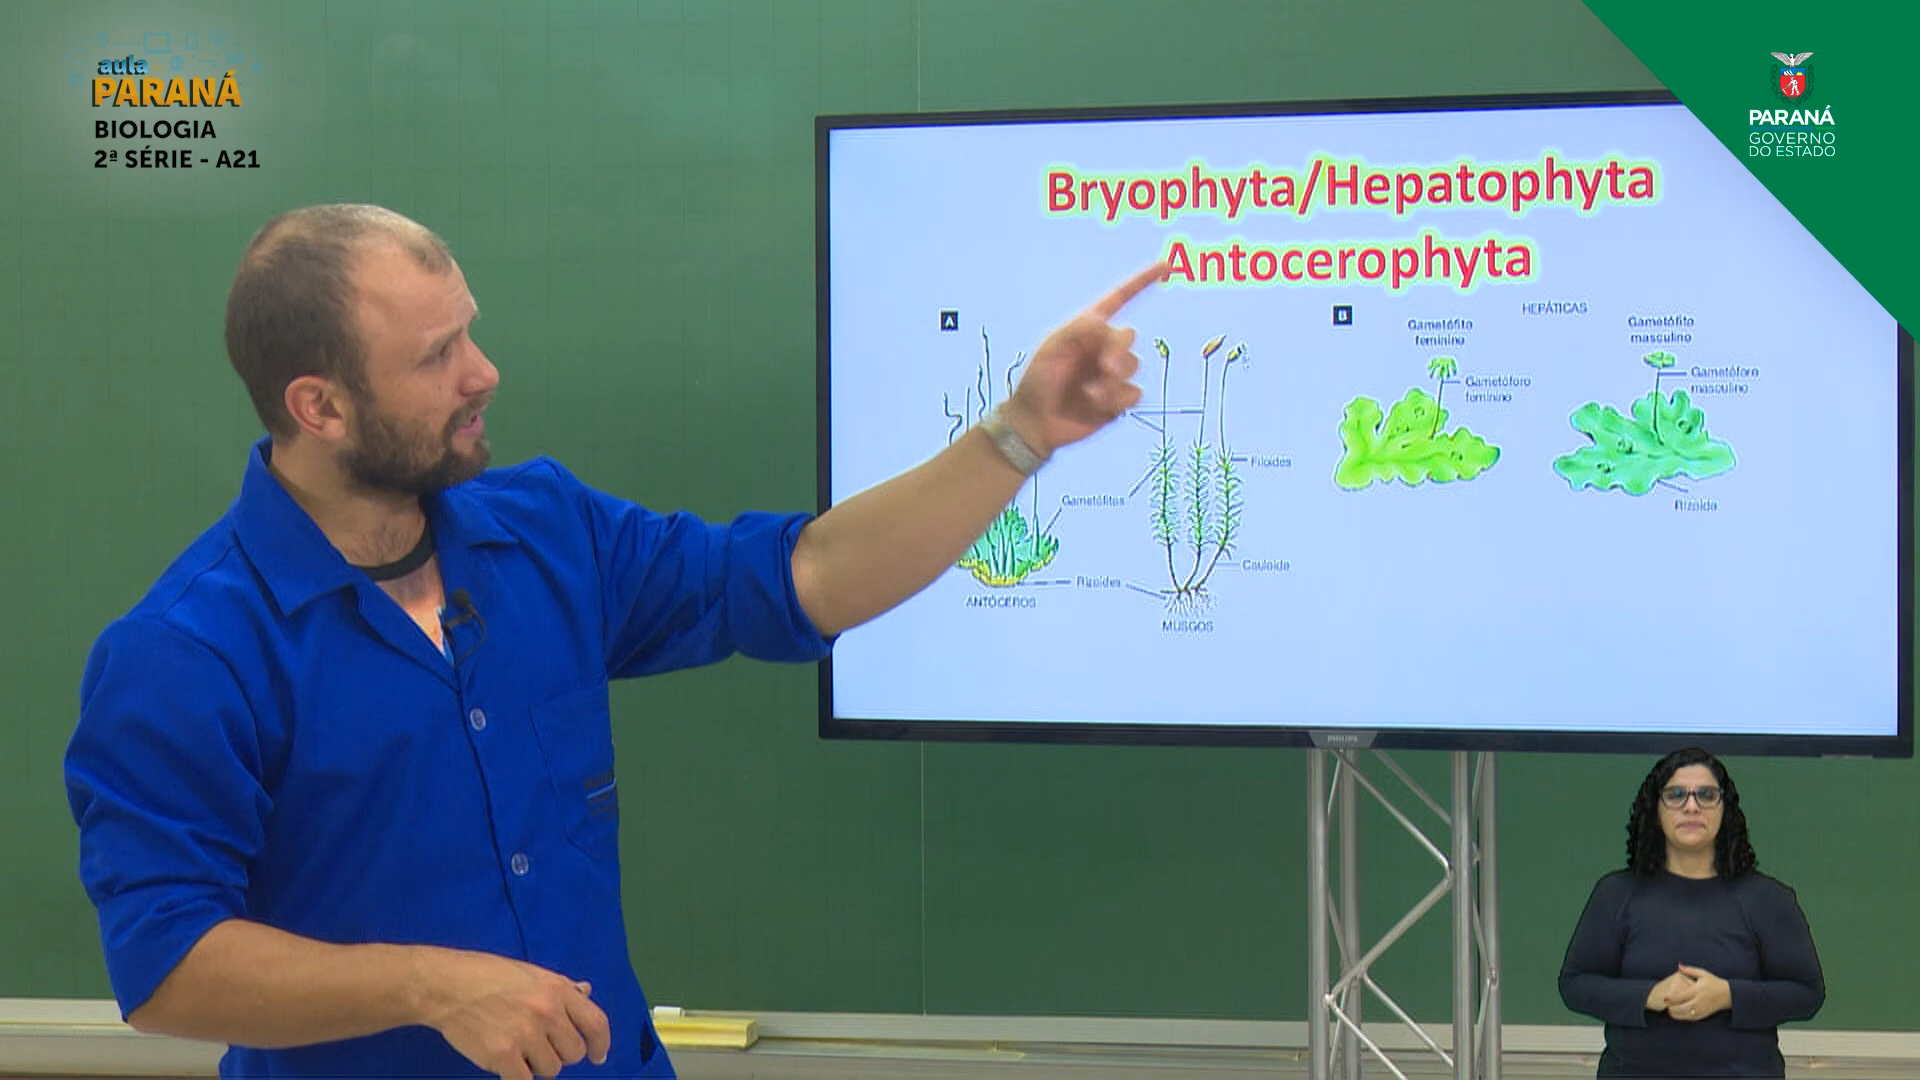 aula
PARANÁ
BIOLOGIA
2ª SÉRIE - A21
PARANÁ
GOVERNO
DO ESTADO
Bryophyta/Hepatophyta
Antocerophyta
A
B
HEPÁTICAS
Gametófito
feminino
Gametófito
masculino
Gametóforo
feminino
Gametóforo
masculino
Filoides
Gametófitos
Rizoide
Cauloide
Rizoides
ANTÓCEROS
MUSGOS
PHILIPS